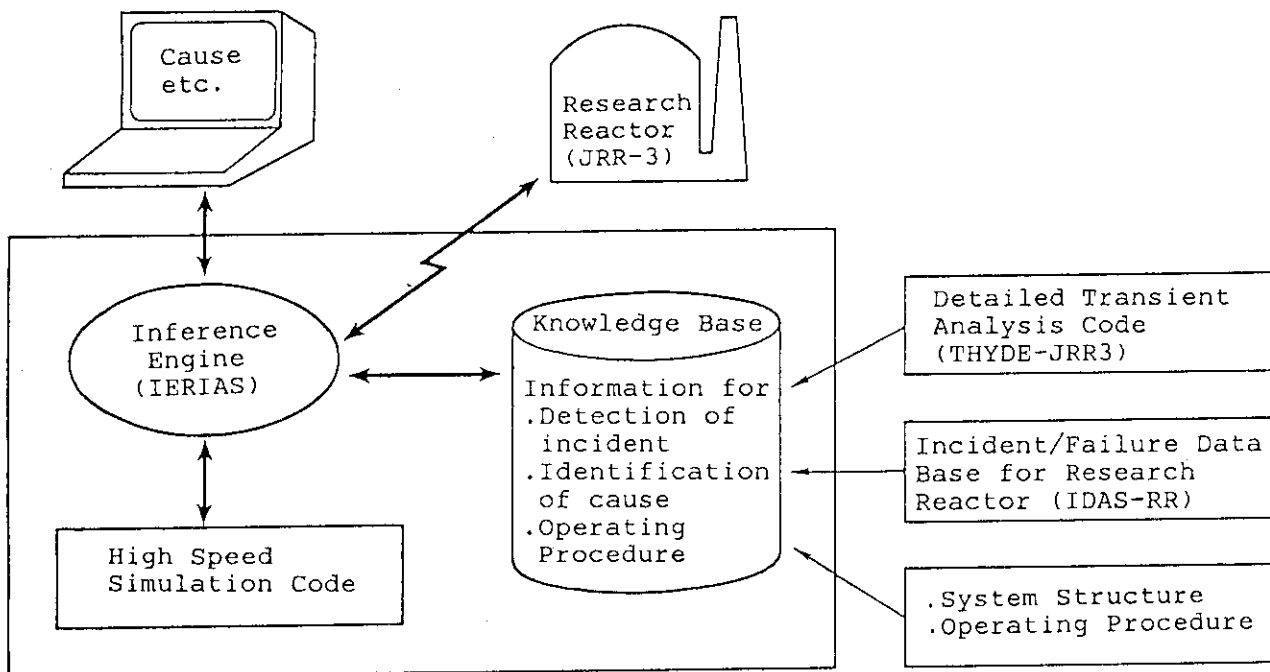 Cause
etc.
Research
Reactor
(JRR-3)
Inference
Engine
(IERIAS)
Knowledge Base
Information for
.Detection of
incident
.Identification
of cause
.Operating
Procedure
High Speed
Simulation Code
Detailed Transient
Analysis Code
(THYDE-JRR3)
Incident/Failure Data
Base for Research
Reactor (IDAS-RR)
.System Structure
.Operating Procedure